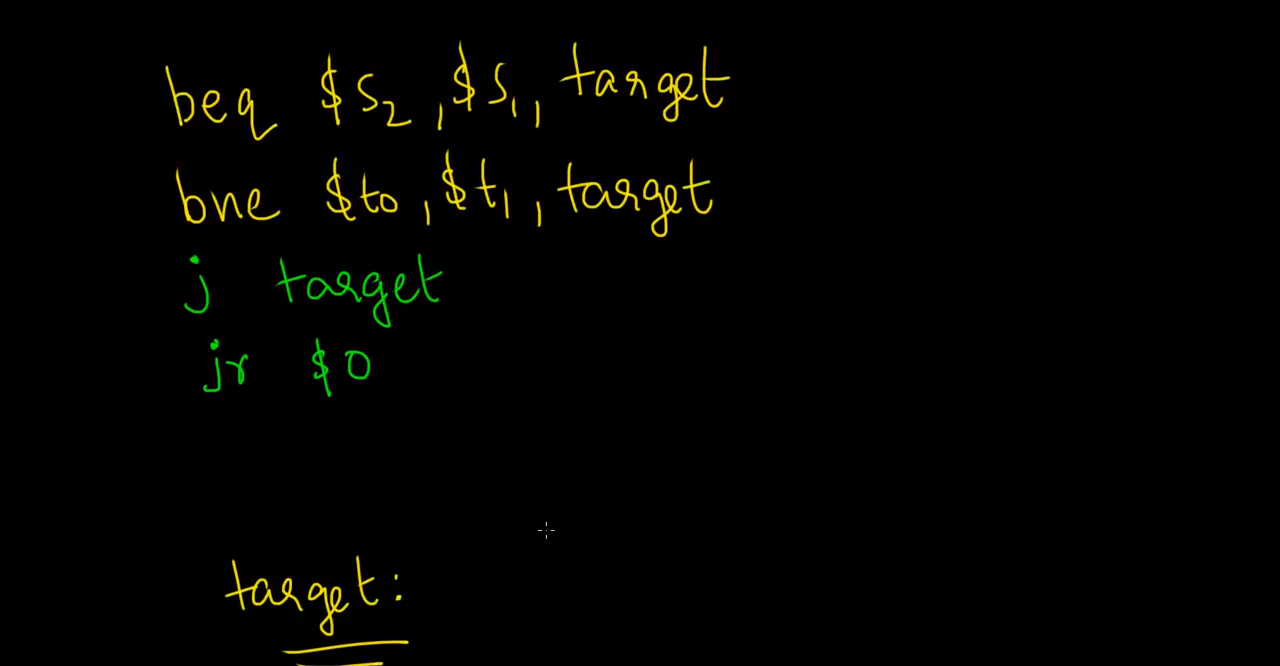 beq $s2, $s1, target
bne $t0, $t1, target
j target
jr $0
target: